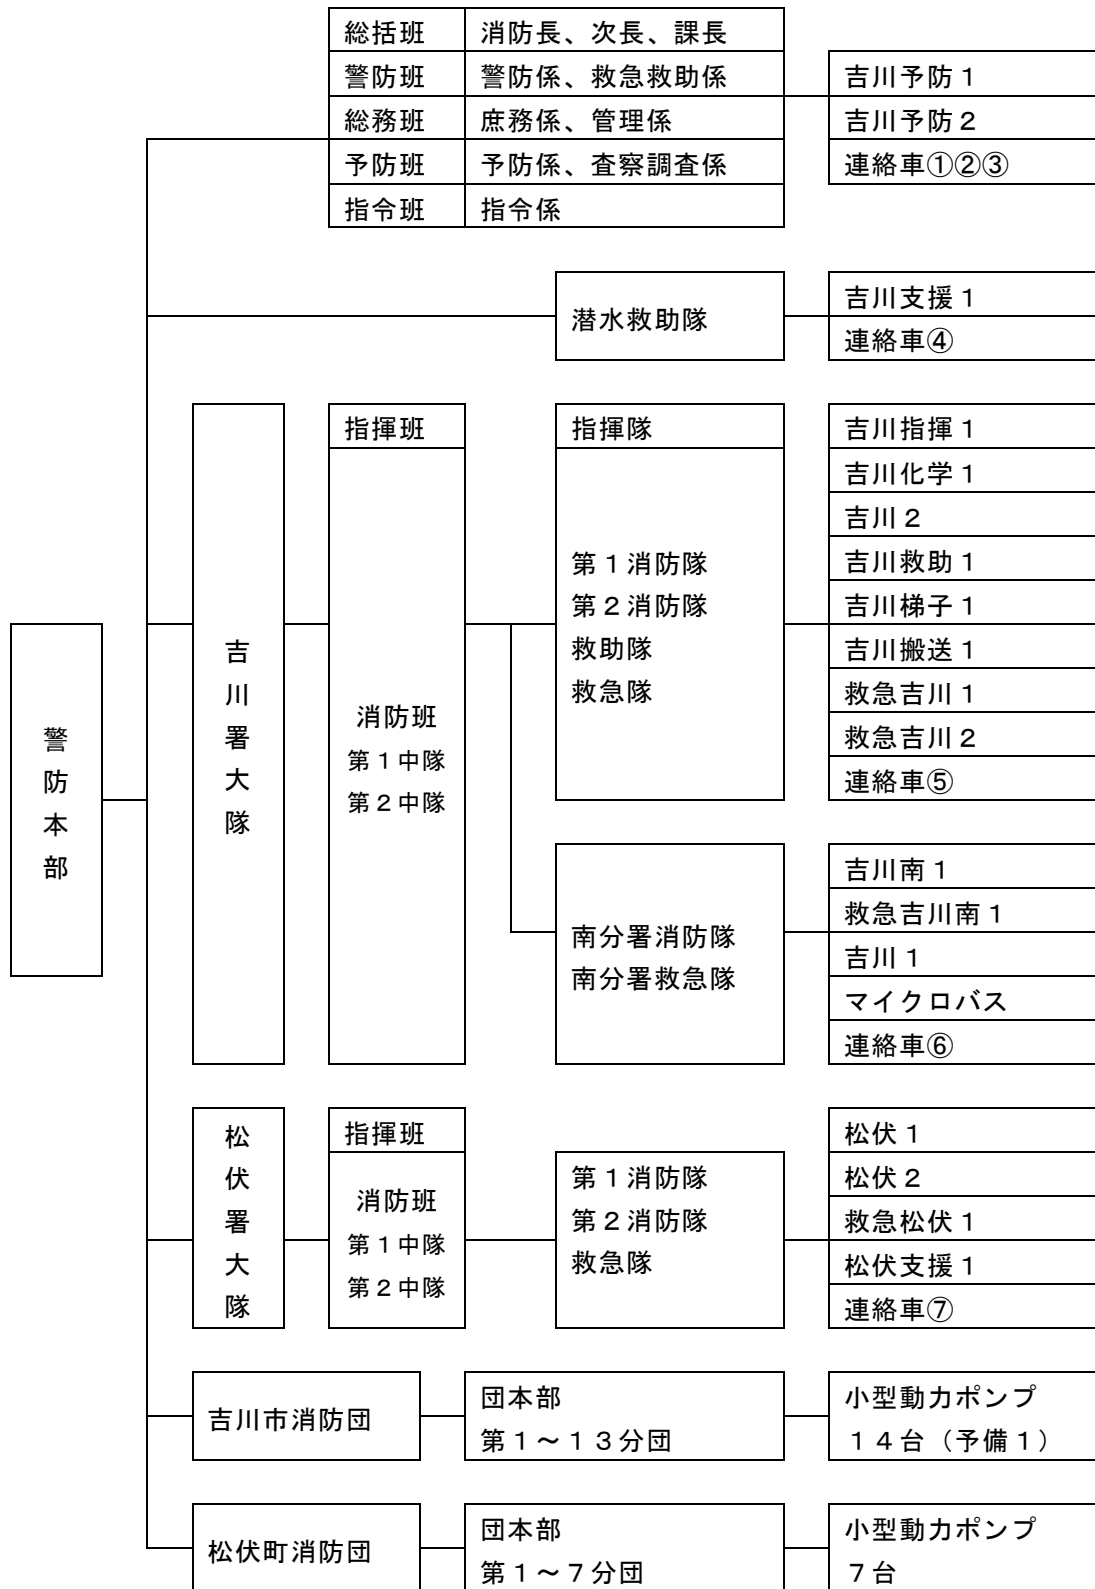 総括班 消防長、次長、課長
警防班 警防係、救急救助係
総務班 庶務係、管理係
予防班 予防係、査察調査係
指令班 指令係
吉川予防１
吉川予防２
連絡車①②③
潜水救助隊
吉川支援１
連絡車④
警防本部
吉川署大隊
指揮班
消防班
第１中隊
第２中隊
指揮隊
第１消防隊
第２消防隊
救助隊
救急隊
吉川指揮１
吉川化学１
吉川２
吉川救助１
吉川梯子１
吉川搬送１
救急吉川１
救急吉川２
連絡車⑤
南分署消防隊
南分署救急隊
吉川南１
救急吉川南１
吉川１
マイクロバス
連絡車⑥
松伏署大隊
指揮班
消防班
第１中隊
第２中隊
第１消防隊
第２消防隊
救急隊
松伏１
松伏２
救急松伏１
松伏支援１
連絡車⑦
吉川市消防団
団本部
第１～１３分団
小型動力ポンプ
１４台（予備１）
松伏町消防団
団本部
第１～７分団
小型動力ポンプ
７台